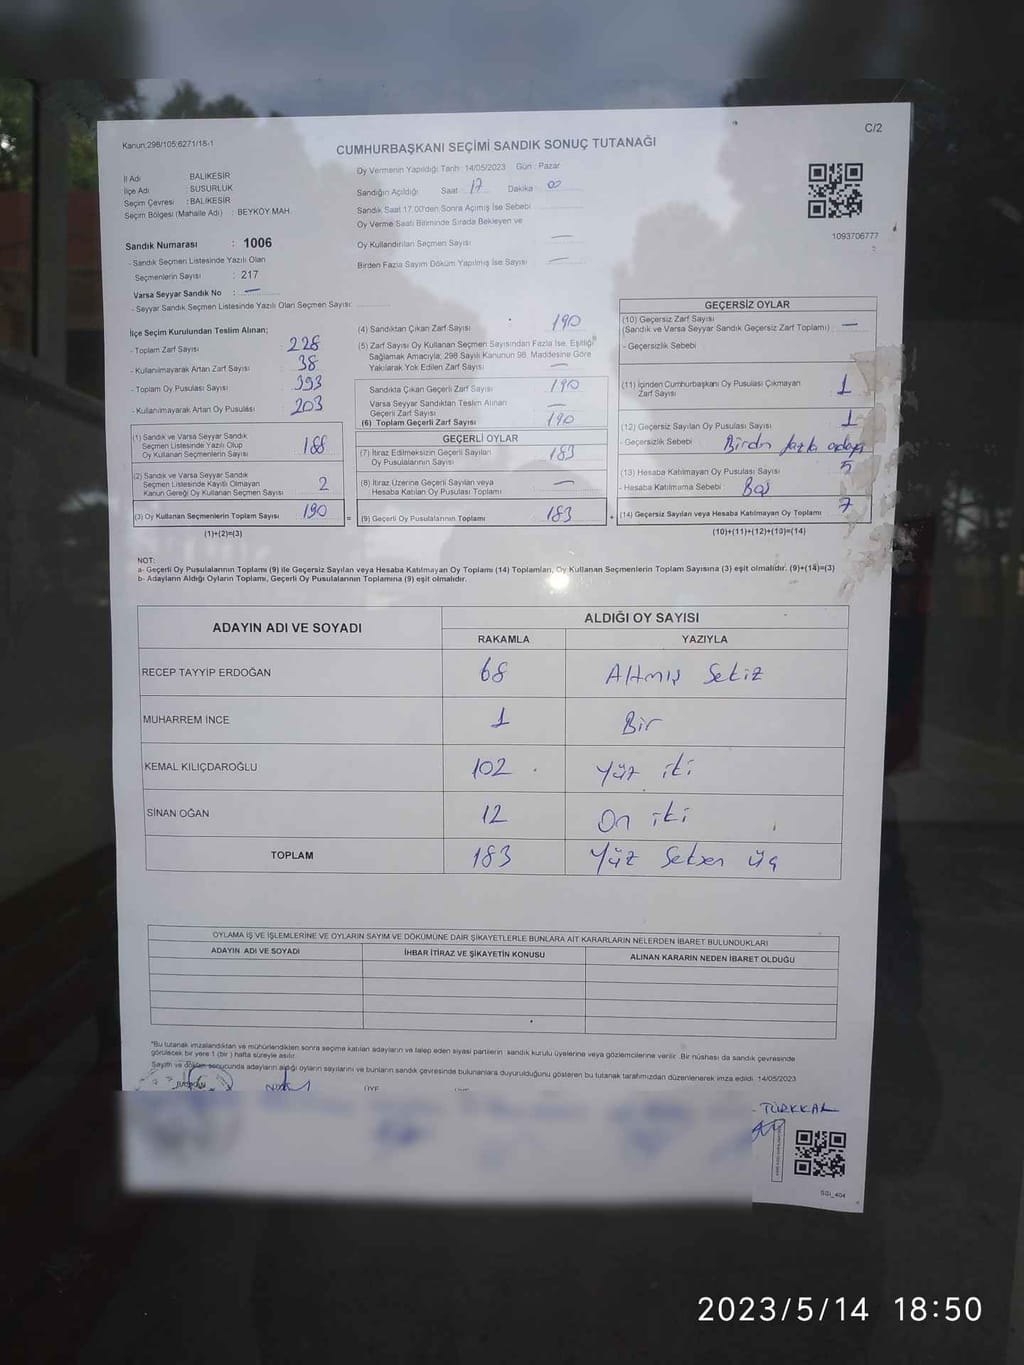 Kanun:298/105;6271/18-1
C/2
CUMHURBAŞKANI SEÇİMİ SANDIK SONUÇ TUTANAĞI
İl Adı BALIKESİR
İlçe Adı : SUSURLUK
Seçim Çevresi : BALIKESİR
Seçim Bölgesi (Mahalle Adı) : BEYKÖY MAH.
Oy Vermenin Yapıldığı Tarih: 14/05/2023 Gün : Pazar
Sandığın Açıldığı Saat : 17 Dakika : 00
Sandık Saat 17.00'den Sonra Açılmış İse Sebebi
Oy Verme Saati Bitiminde Sırada Bekleyen ve
Oy Kullandırılan Seçmen Sayısı —
Birden Fazla Sayım Döküm Yapılmış İse Sayısı —
1093706777
Sandık Numarası : 1006
- Sandık Seçmen Listesinde Yazılı Olan
Seçmenlerin Sayısı : 217
Varsa Seyyar Sandık No : —
- Seyyar Sandık Seçmen Listesinde Yazılı Olan Seçmen Sayısı:
İlçe Seçim Kurulundan Teslim Alınan;
- Toplam Zarf Sayısı : 228
- Kullanılmayarak Artan Zarf Sayısı : 38
- Toplam Oy Pusulası Sayısı : 393
- Kullanılmayarak Artan Oy Pusulası : 203
(1) Sandık ve Varsa Seyyar Sandık
Seçmen Listesinde Yazılı Olup
Oy Kullanan Seçmenlerin Sayısı 188
(2) Sandık ve Varsa Seyyar Sandık
Seçmen Listesinde Kayıtlı Olmayan
Kanun Gereği Oy Kullanan Seçmen Sayısı 2
(3) Oy Kullanan Seçmenlerin Toplam Sayısı 190 =
(1)+(2)=(3)
(4) Sandıktan Çıkan Zarf Sayısı 190
(5) Zarf Sayısı Oy Kullanan Seçmen Sayısından Fazla İse, Eşitliği
Sağlamak Amacıyla; 298 Sayılı Kanunun 98. Maddesine Göre
Yakılarak Yok Edilen Zarf Sayısı —
Sandıkta Çıkan Geçerli Zarf Sayısı 190
Varsa Seyyar Sandıktan Teslim Alınan
Geçerli Zarf Sayısı —
(6) Toplam Geçerli Zarf Sayısı 190
GEÇERLİ OYLAR
(7) İtiraz Edilmeksizin Geçerli Sayılan
Oy Pusulalarının Sayısı 183
(8) İtiraz Üzerine Geçerli Sayılan veya
Hesaba Katılan Oy Pusulası Toplamı —
(9) Geçerli Oy Pusulalarının Toplamı 183 +
GEÇERSİZ OYLAR
(10) Geçersiz Zarf Sayısı
(Sandık ve Varsa Seyyar Sandık Geçersiz Zarf Toplamı) : —
- Geçersizlik Sebebi :
(11) İçinden Cumhurbaşkanı Oy Pusulası Çıkmayan
Zarf Sayısı 1
(12) Geçersiz Sayılan Oy Pusulası Sayısı 1
- Geçersizlik Sebebi : Birden fazla adaya
(13) Hesaba Katılmayan Oy Pusulası Sayısı 5
- Hesaba Katılmama Sebebi : Boş
(14) Geçersiz Sayılan veya Hesaba Katılmayan Oy Toplamı 7
(10)+(11)+(12)+(13)=(14)
NOT:
a- Geçerli Oy Pusulalarının Toplamı (9) ile Geçersiz Sayılan veya Hesaba Katılmayan Oy Toplamı (14) Toplamları, Oy Kullanan Seçmenlerin Toplam Sayısına (3) eşit olmalıdır. (9)+(14)=(3)
b- Adayların Aldığı Oyların Toplamı, Geçerli Oy Pusulalarının Toplamına (9) eşit olmalıdır.
ADAYIN ADI VE SOYADI ALDIĞI OY SAYISI
RAKAMLA YAZIYLA
RECEP TAYYİP ERDOĞAN 68 Altmış Sekiz
MUHARREM İNCE 1 Bir
KEMAL KILIÇDAROĞLU 102 Yüz iki
SİNAN OĞAN 12 On iki
TOPLAM 183 Yüz Seksen üç
OYLAMA İŞ VE İŞLEMLERİNE VE OYLARIN SAYIM VE DÖKÜMÜNE DAİR ŞİKAYETLERLE BUNLARA AİT KARARLARIN NELERDEN İBARET BULUNDUKLARI
ADAYIN ADI VE SOYADI İHBAR İTİRAZ VE ŞİKAYETİN KONUSU ALINAN KARARIN NEDEN İBARET OLDUĞU
"Bu tutanak imzalandıktan ve mühürlendikten sonra seçime katılan adayların ve talep eden siyasi partilerin sandık kurulu üyelerine veya gözlemcilerine verilir. Bir nüshası da sandık çevresinde
görülecek bir yere 1 (bir) hafta süreyle asılır.
Sayım ve döküm sonucunda adayların aldığı oyların sayılarını ve bunların sandık çevresinde bulunanlara duyurulduğunu gösteren bu tutanak tarafımızdan düzenlenerek imza edildi. 14/05/2023
BAŞKAN ÜYE
TÜRKKAL
SSI_404
2023/5/14 18:50